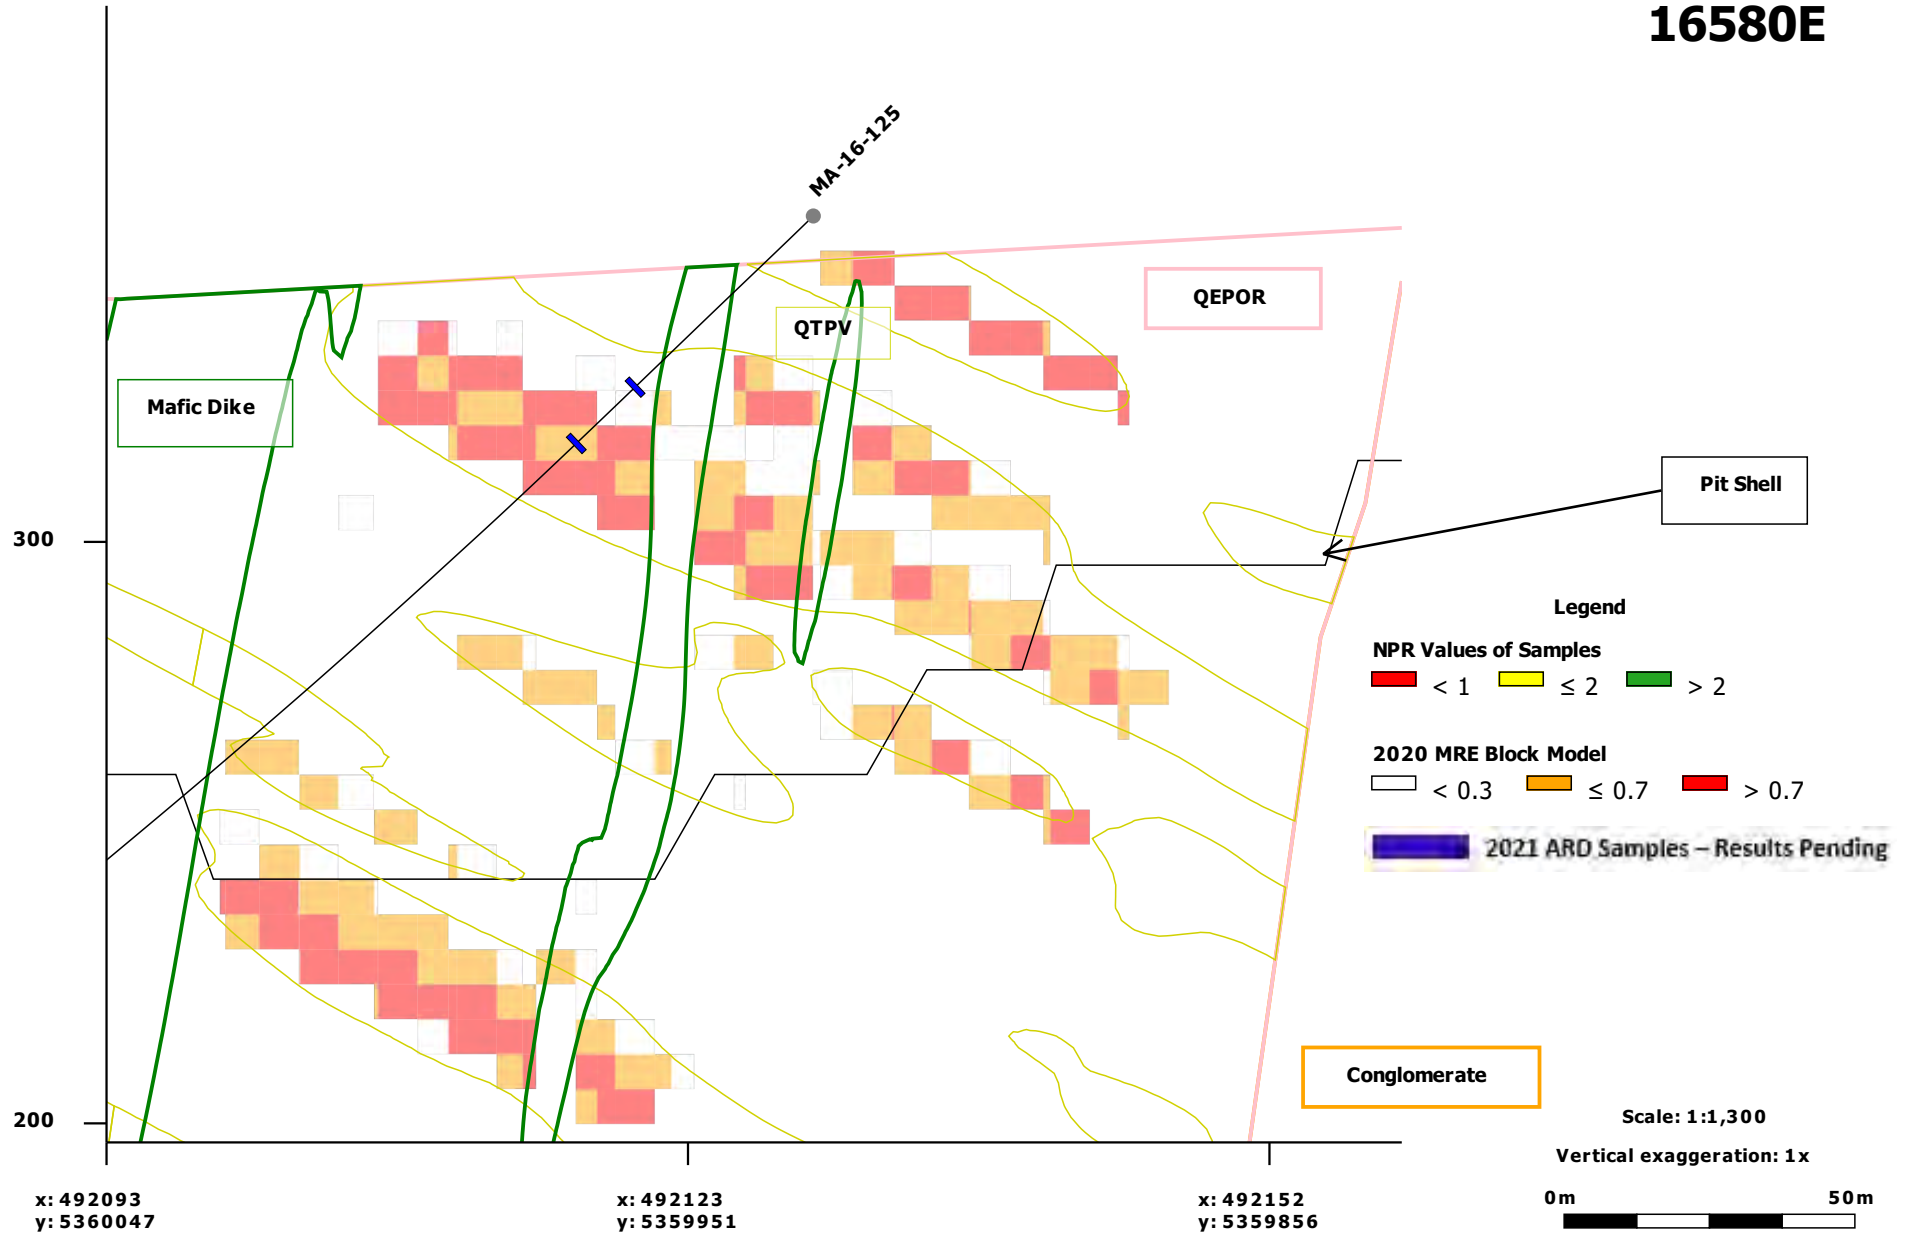 16580E
MA-16-125
QEPOR
QTPV
Mafic Dike
Pit Shell
300
Legend
NPR Values of Samples
< 1
≤ 2
> 2
2020 MRE Block Model
< 0.3
≤ 0.7
> 0.7
2021 ARD Samples – Results Pending
Conglomerate
200
Scale: 1:1,300
Vertical exaggeration: 1x
0m
50m
x: 492093
y: 5360047
x: 492123
y: 5359951
x: 492152
y: 5359856